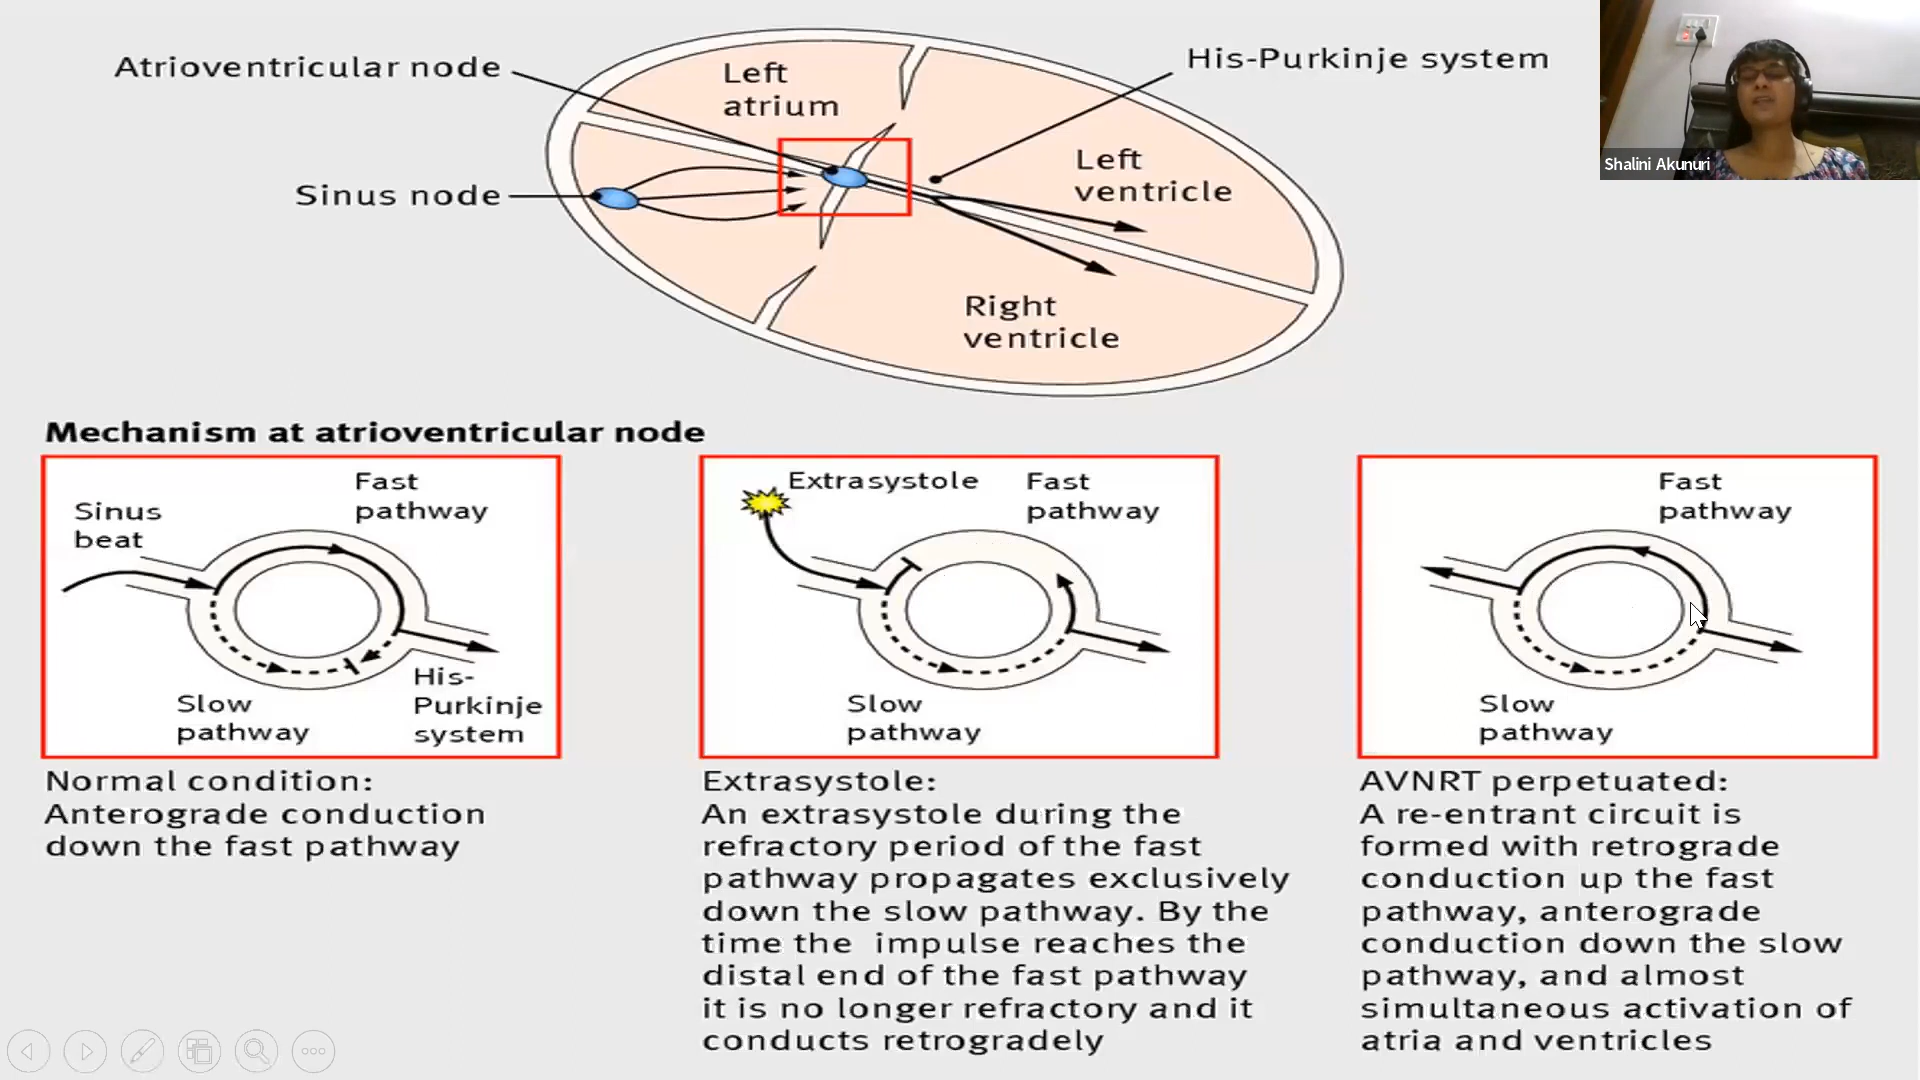 Atrioventricular node
Left
atrium
His-Purkinje system
Left
ventricle
Sinus node
Right
ventricle
Shalini Akunuri
Mechanism at atrioventricular node
Sinus
beat
Fast
pathway
Slow
pathway
His-
Purkinje
system
Normal condition:
Anterograde conduction
down the fast pathway
Extrasystole
Fast
pathway
Slow
pathway
Extrasystole:
An extrasystole during the
refractory period of the fast
pathway propagates exclusively
down the slow pathway. By the
time the impulse reaches the
distal end of the fast pathway
it is no longer refractory and it
conducts retrogradely
Fast
pathway
Slow
pathway
AVNRT perpetuated:
A re-entrant circuit is
formed with retrograde
conduction up the fast
pathway, anterograde
conduction down the slow
pathway, and almost
simultaneous activation of
atria and ventricles